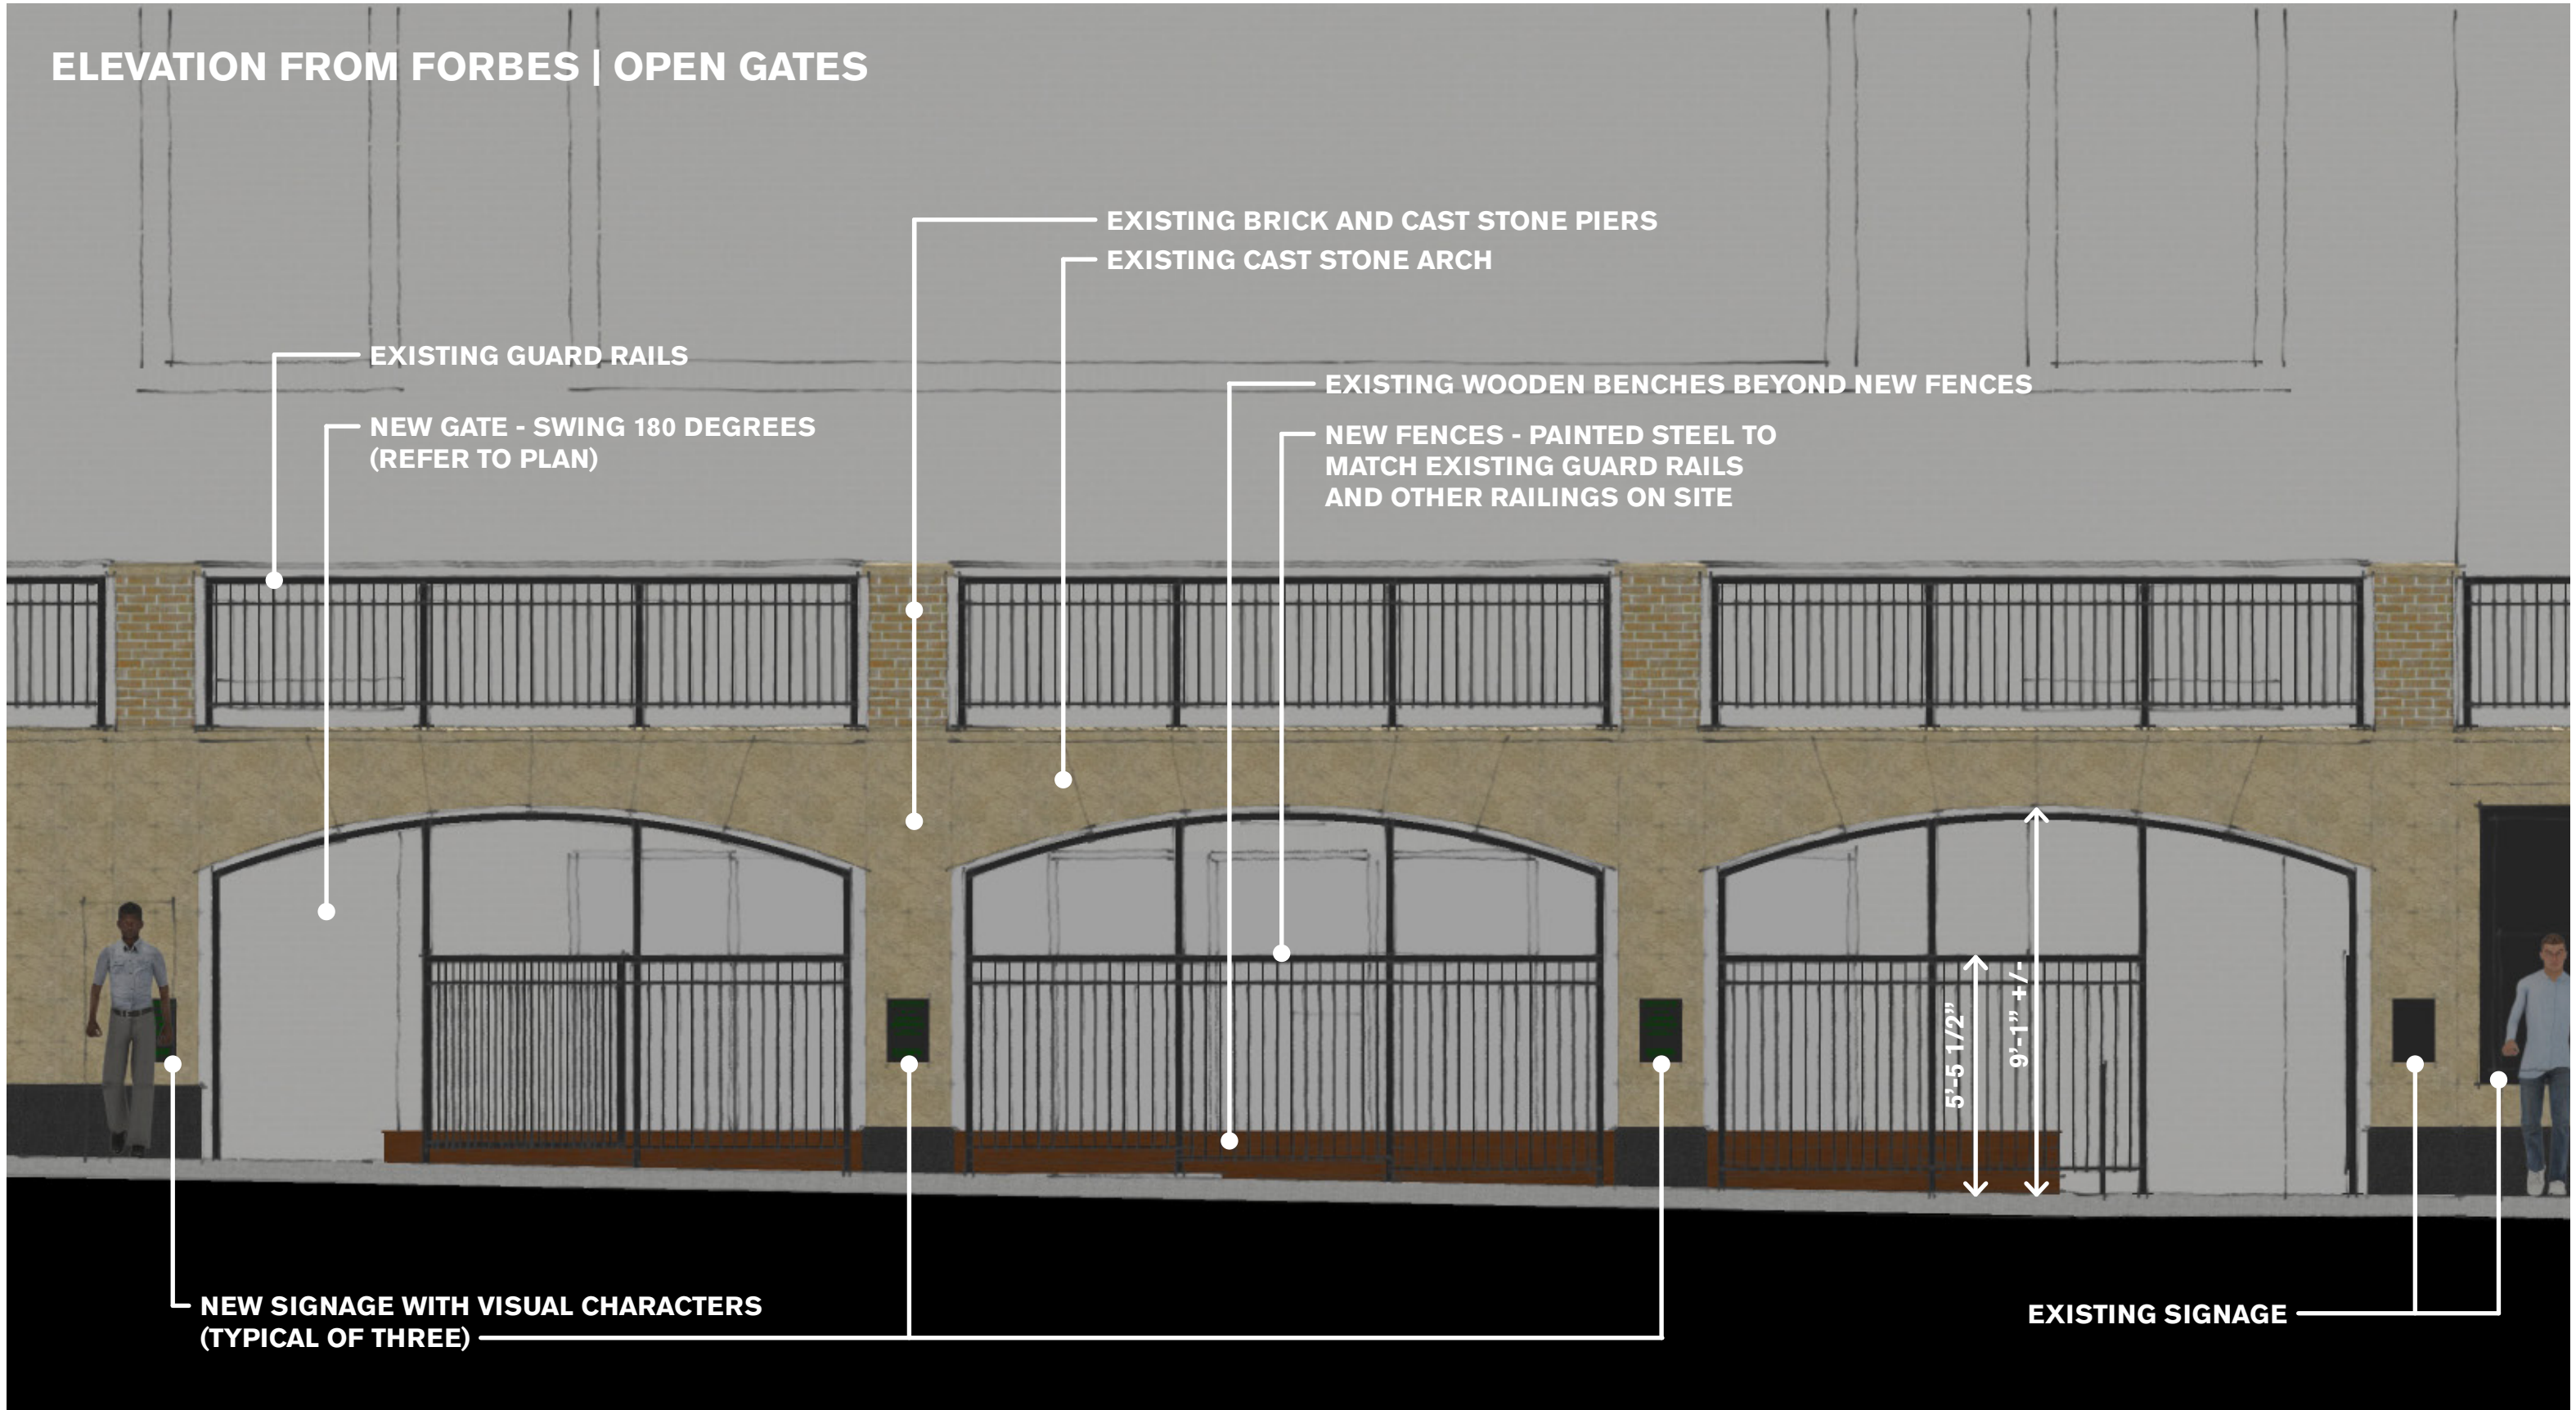 ELEVATION FROM FORBES | OPEN GATES
EXISTING BRICK AND CAST STONE PIERS
EXISTING CAST STONE ARCH
EXISTING GUARD RAILS
EXISTING WOODEN BENCHES BEYOND NEW FENCES
NEW GATE - SWING 180 DEGREES
(REFER TO PLAN)
NEW FENCES - PAINTED STEEL TO
MATCH EXISTING GUARD RAILS
AND OTHER RAILINGS ON SITE
5’-5 1/2”
9’-1” +/-
NEW SIGNAGE WITH VISUAL CHARACTERS
(TYPICAL OF THREE)
EXISTING SIGNAGE